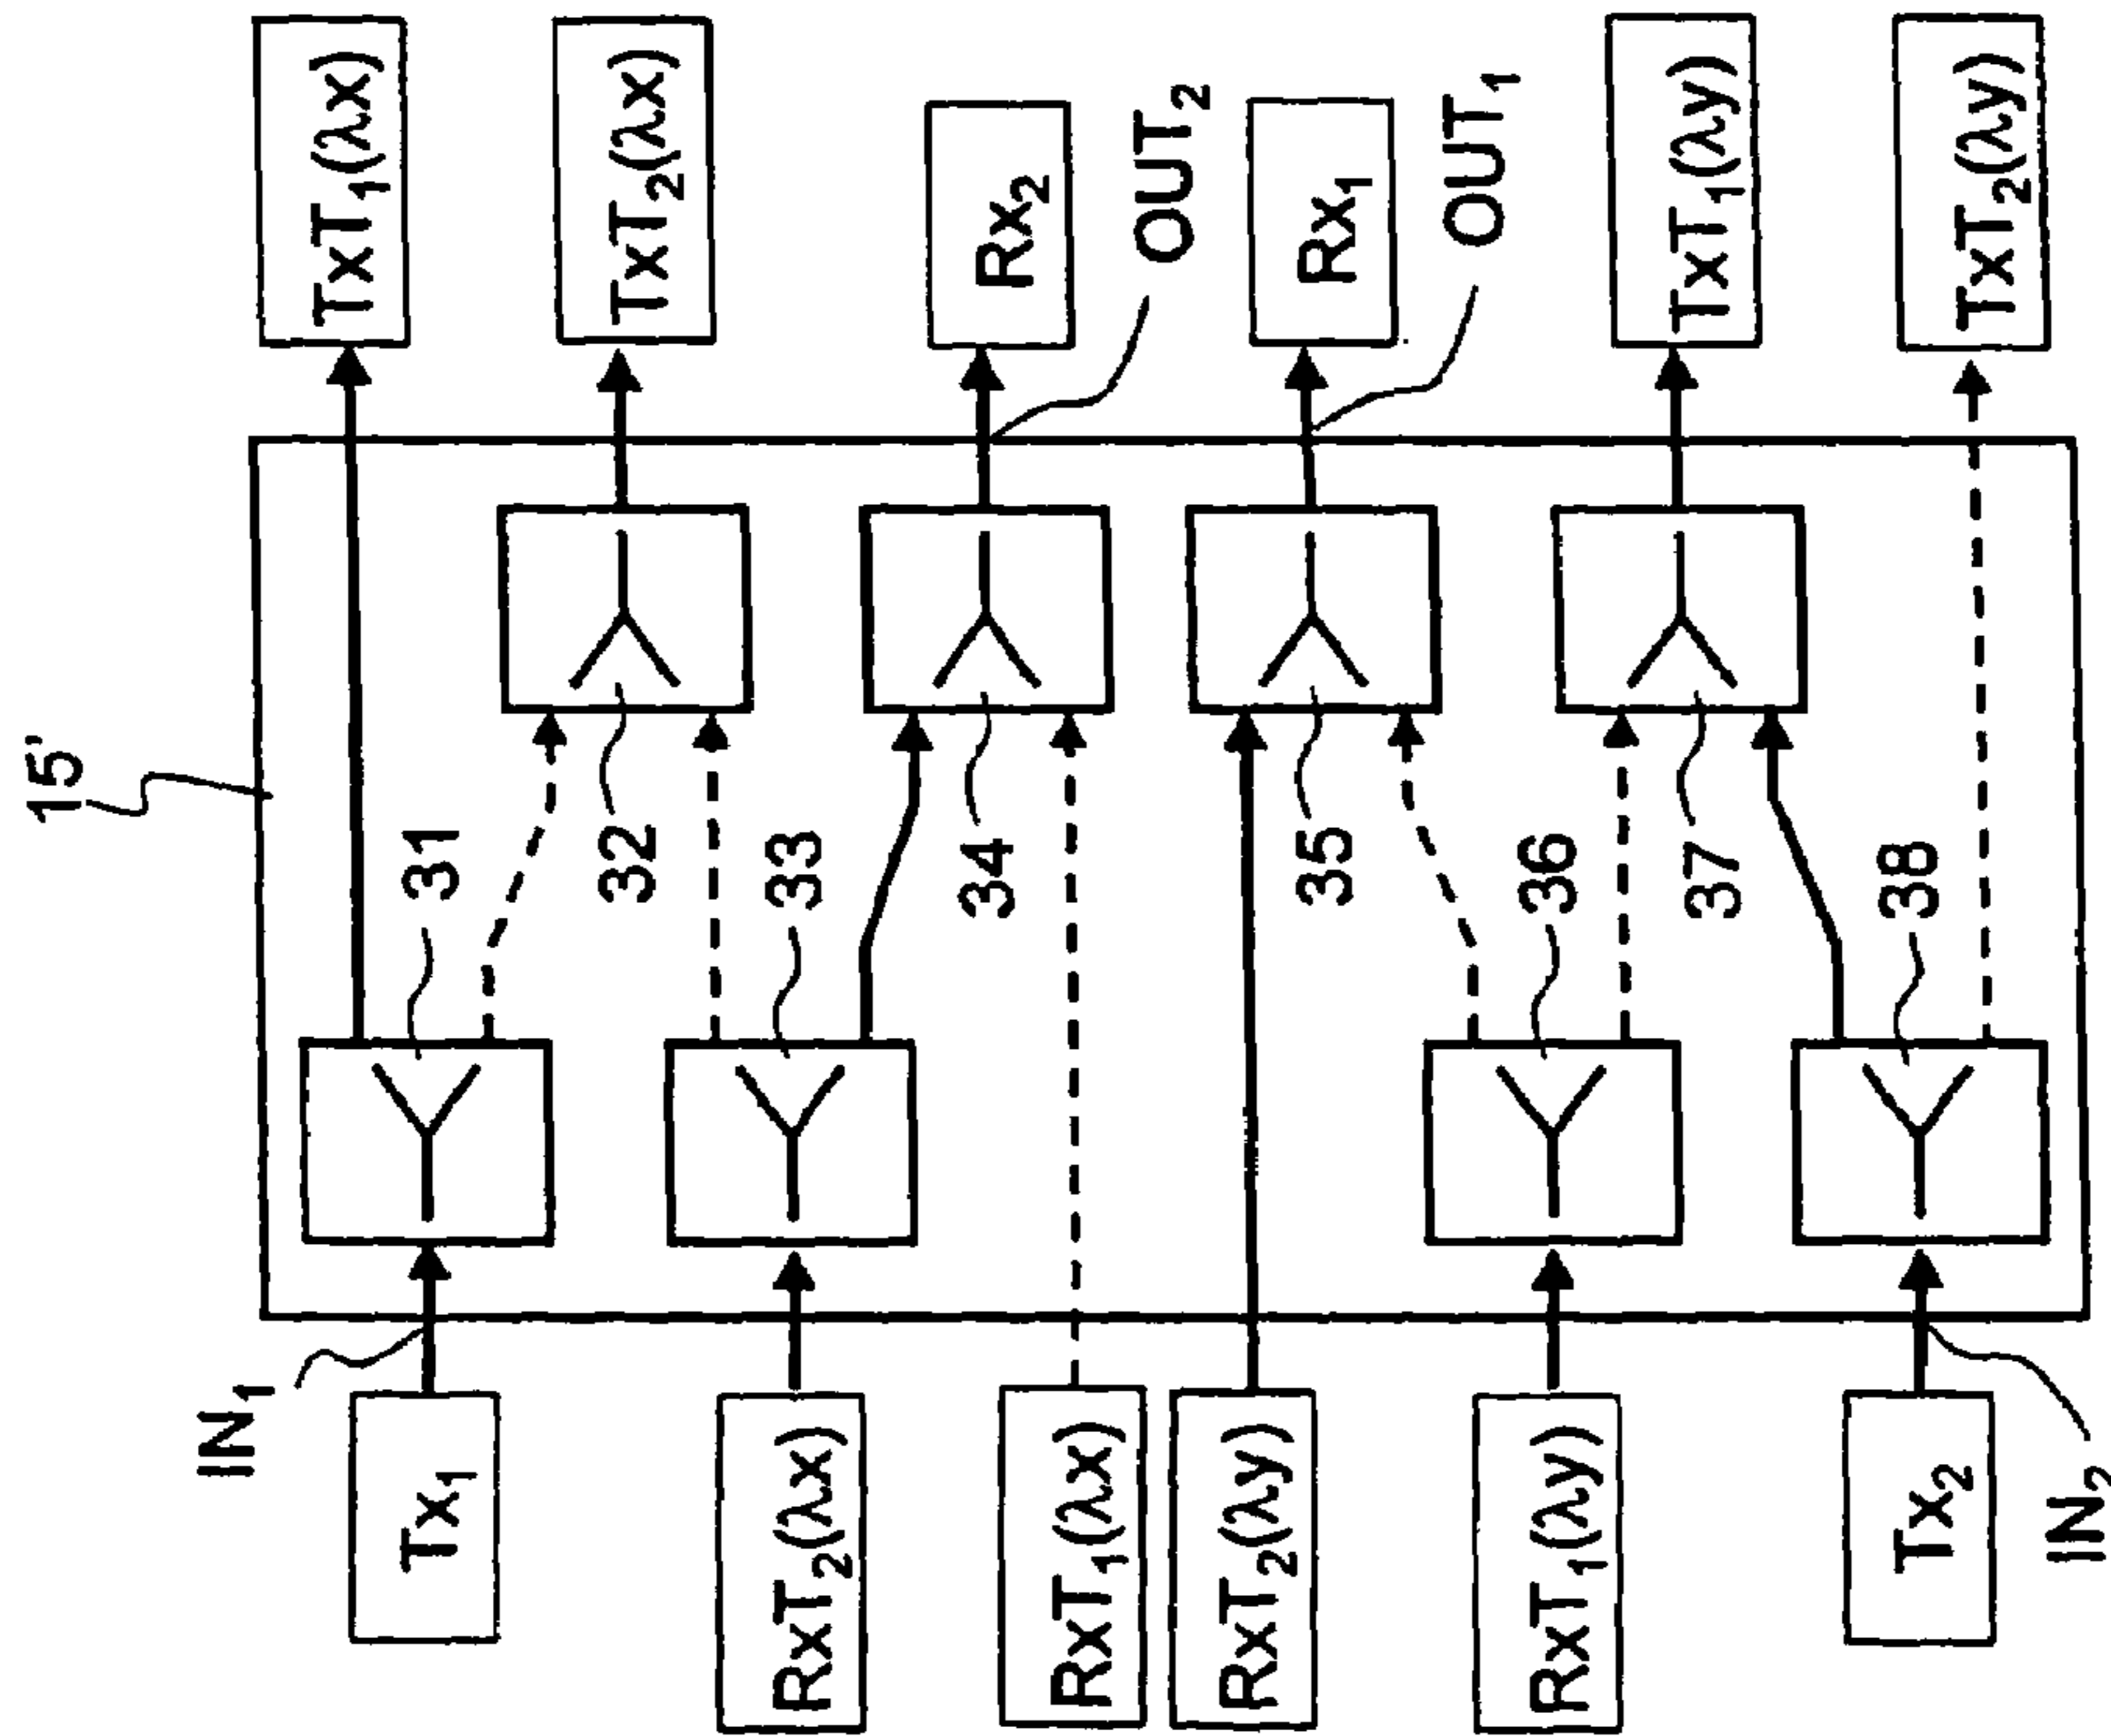 15'
IN₁
Tx₁
RxT₂(λx)
RxT₁(λx)
RxT₂(λy)
RxT₁(λy)
Tx₂
IN₂
31
32
33
34
35
36
37
38
TxT₁(λx)
TxT₂(λx)
Rx₂
OUT₂
Rx₁
OUT₁
TxT₁(λy)
TxT₂(λy)